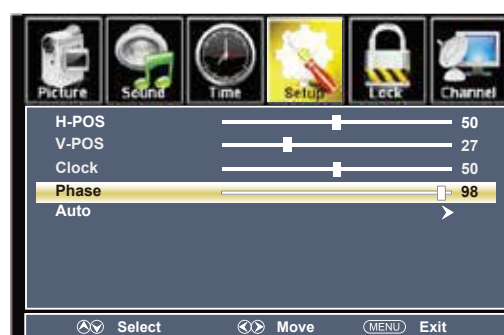 Picture Sound Time Setup Lock Channel
H-POS 50
V-POS 27
Clock 50
Phase 98
Auto
Select Move MENU Exit